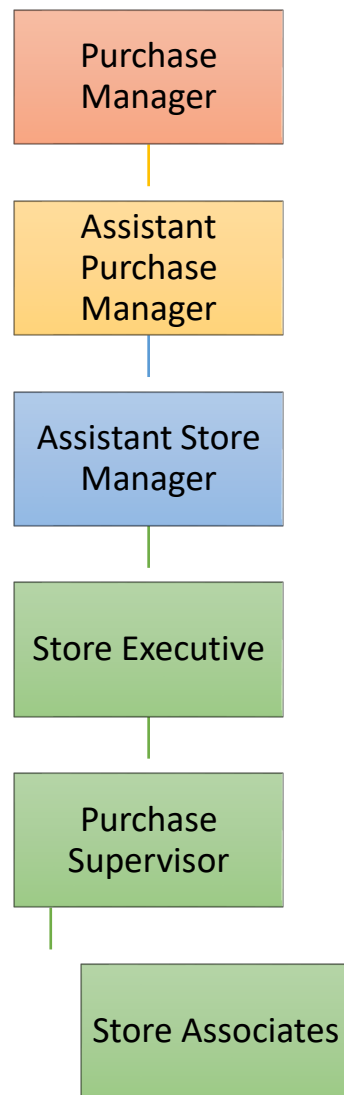 Purchase
Manager
Assistant
Purchase
Manager
Assistant Store
Manager
Store Executive
Purchase
Supervisor
Store Associates